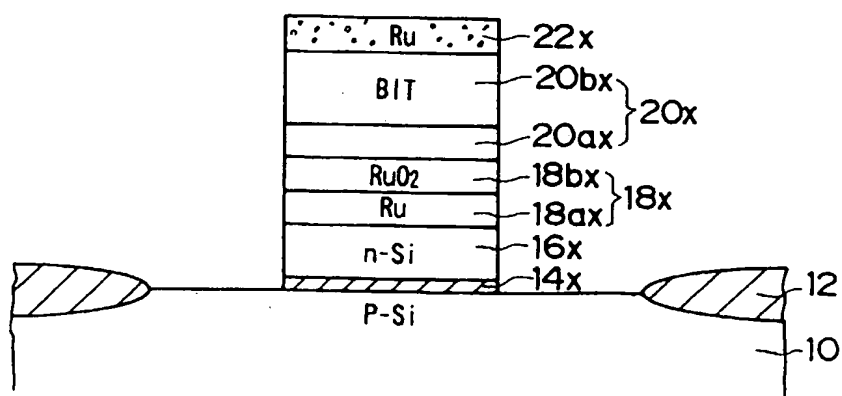 Ru 22x
BIT 20bx
20x
20ax
RuO₂ 18bx
18x
Ru 18ax
n-Si 16x
14x
P-Si
12
10